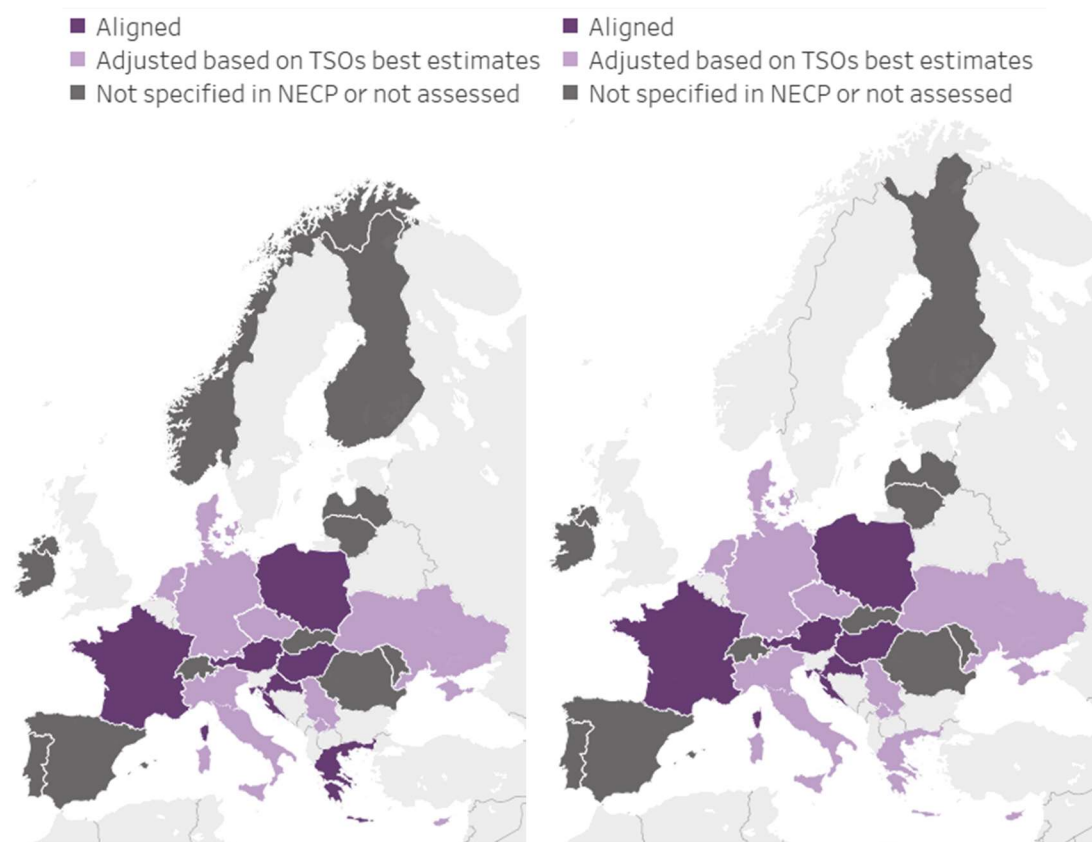 Aligned
Adjusted based on TSOs best estimates
Not specified in NECP or not assessed
Aligned
Adjusted based on TSOs best estimates
Not specified in NECP or not assessed